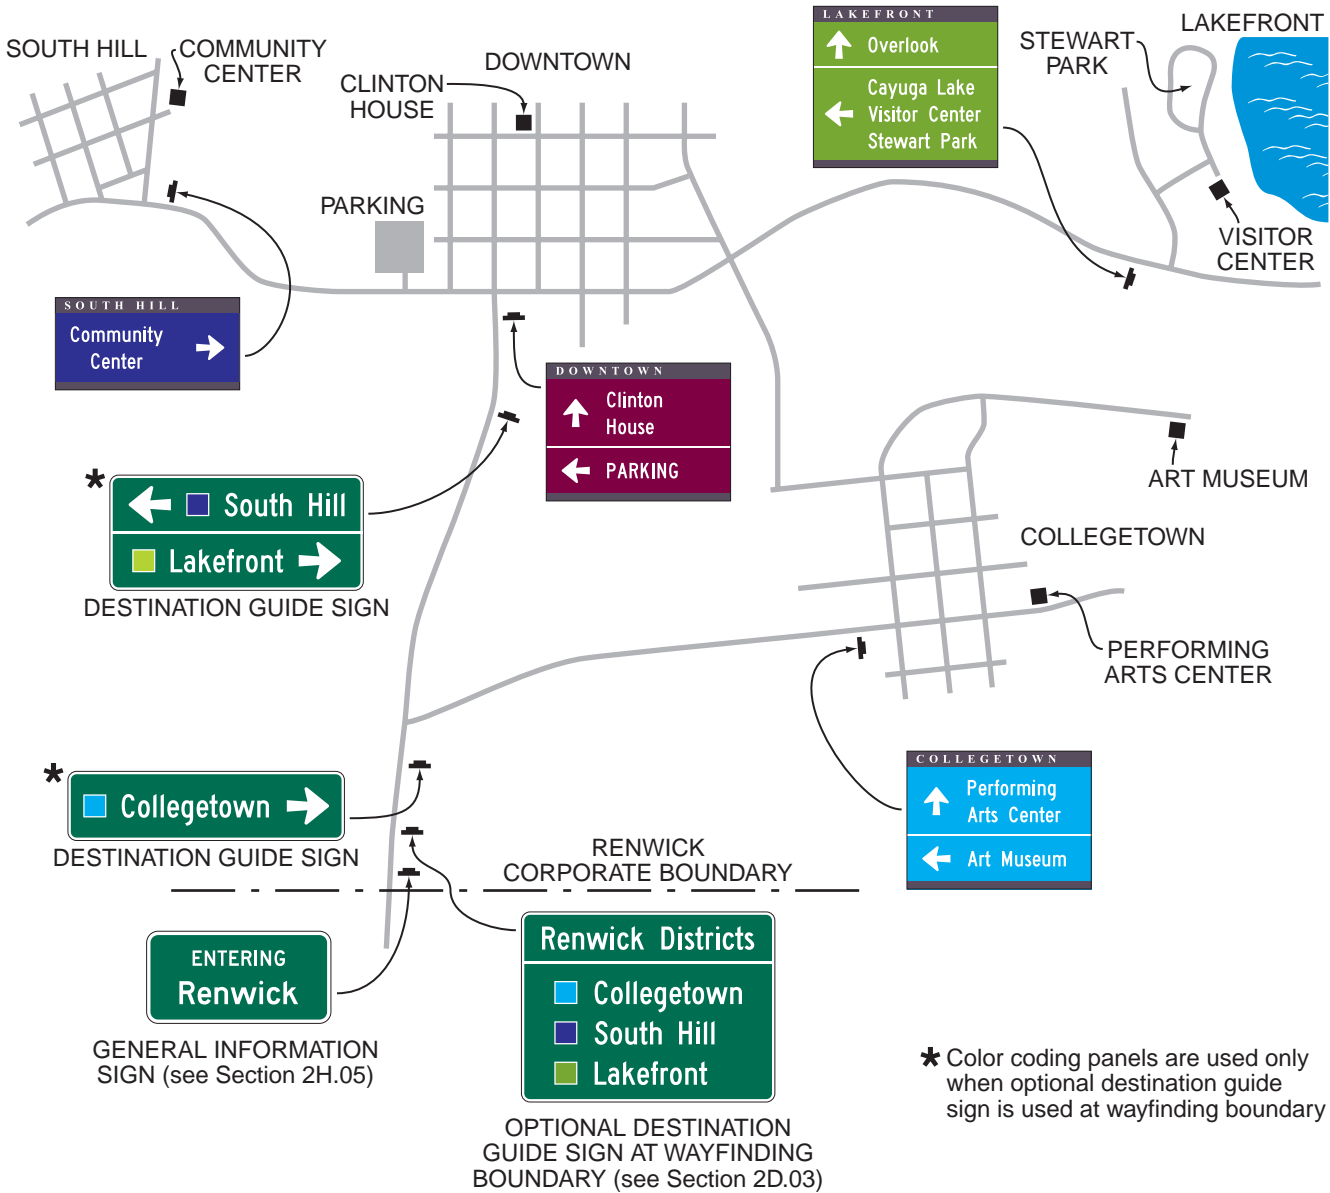 LAKEFRONT
Overlook
Cayuga Lake
Visitor Center
Stewart Park
LAKEFRONT
STEWART
PARK
SOUTH HILL
COMMUNITY
CENTER
DOWNTOWN
CLINTON
HOUSE
PARKING
VISITOR
CENTER
SOUTH HILL
Community
Center
DOWNTOWN
Clinton
House
PARKING
South Hill
Lakefront
DESTINATION GUIDE SIGN
ART MUSEUM
COLLEGETOWN
PERFORMING
ARTS CENTER
Collegetown
DESTINATION GUIDE SIGN
COLLEGETOWN
Performing
Arts Center
Art Museum
RENWICK
CORPORATE BOUNDARY
ENTERING
Renwick
GENERAL INFORMATION
SIGN (see Section 2H.05)
Renwick Districts
Collegetown
South Hill
Lakefront
OPTIONAL DESTINATION
GUIDE SIGN AT WAYFINDING
BOUNDARY (see Section 2D.03)
* Color coding panels are used only
when optional destination guide
sign is used at wayfinding boundary